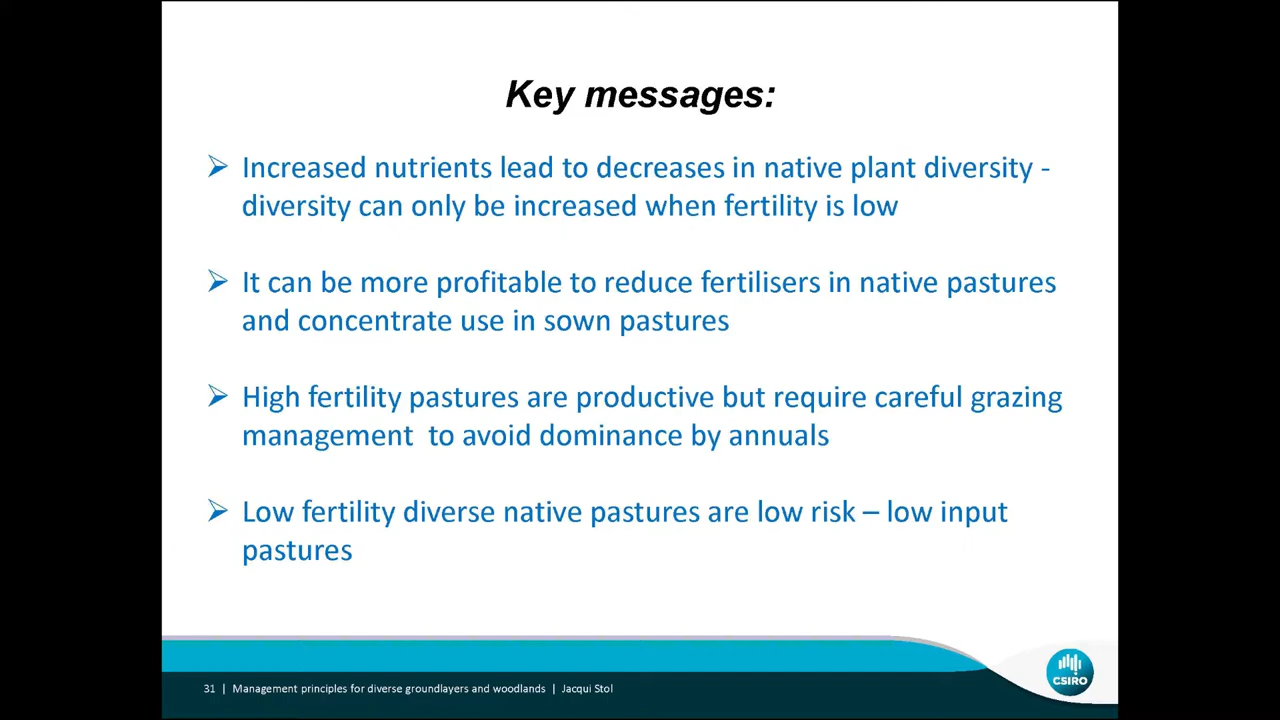 Key messages:
Increased nutrients lead to decreases in native plant diversity -
diversity can only be increased when fertility is low
It can be more profitable to reduce fertilisers in native pastures
and concentrate use in sown pastures
High fertility pastures are productive but require careful grazing
management to avoid dominance by annuals
Low fertility diverse native pastures are low risk – low input
pastures
31 | Management principles for diverse groundlayers and woodlands | Jacqui Stol
CSIRO